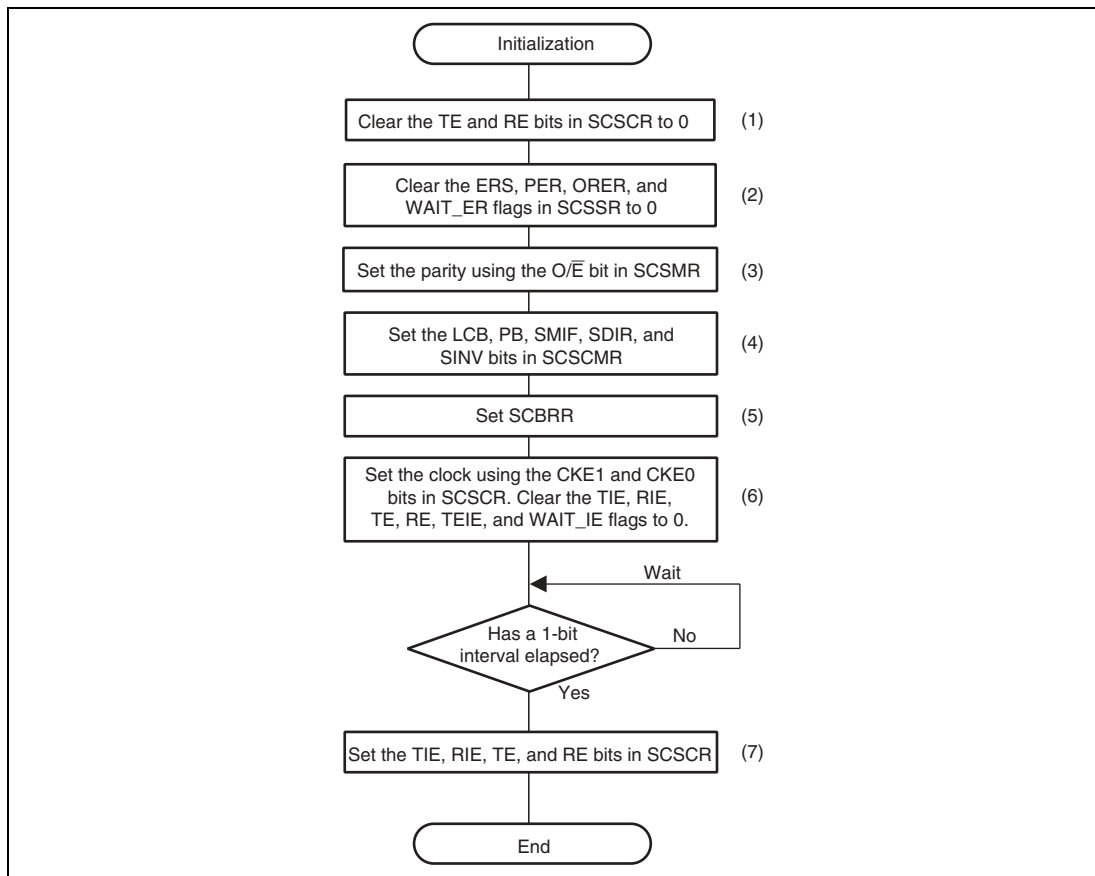 Initialization
Clear the TE and RE bits in SCSCR to 0
(1)
Clear the ERS, PER, ORER, and
WAIT_ER flags in SCSSR to 0
(2)
Set the parity using the O/E̅ bit in SCSMR
(3)
Set the LCB, PB, SMIF, SDIR, and
SINV bits in SCSCMR
(4)
Set SCBRR
(5)
Set the clock using the CKE1 and CKE0
bits in SCSCR. Clear the TIE, RIE,
TE, RE, TEIE, and WAIT_IE flags to 0.
(6)
Wait
Has a 1-bit
interval elapsed?
No
Yes
Set the TIE, RIE, TE, and RE bits in SCSCR
(7)
End